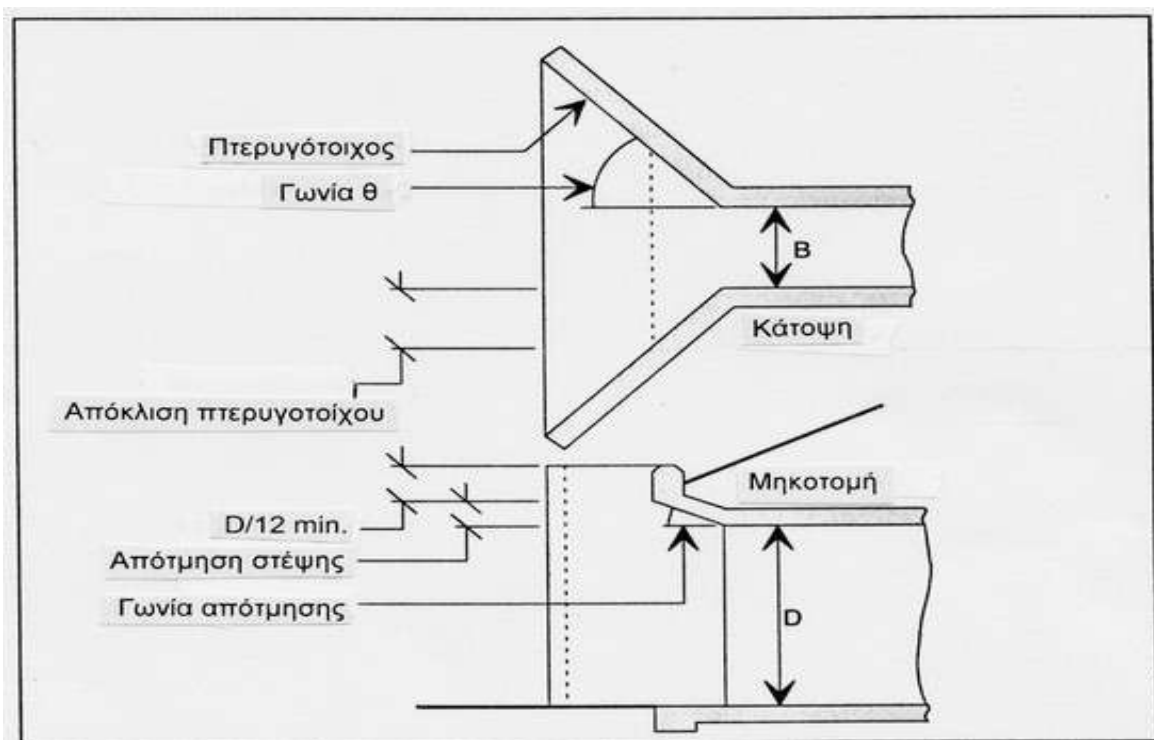 Πτερυγότοιχος
Γωνία θ
B
Κάτοψη
Απόκλιση πτερυγοτοίχου
Μηκοτομή
D/12 min.
Απότμηση στέψης
Γωνία απότμησης
D